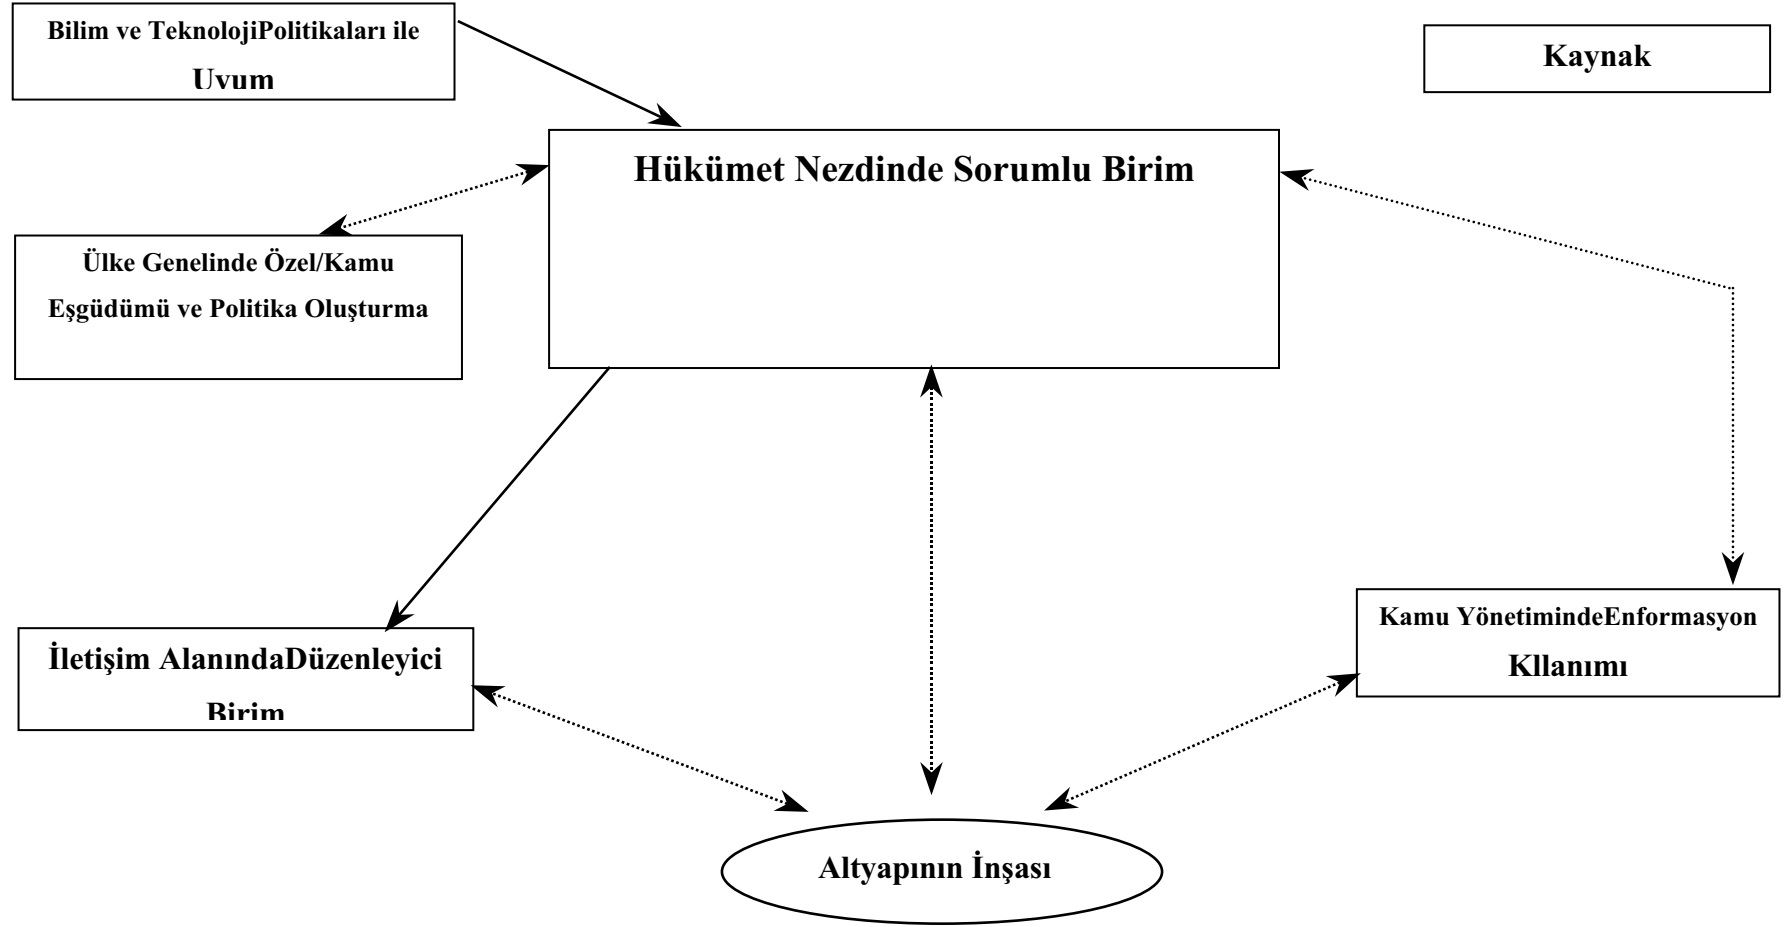 Bilim ve TeknolojiPolitikaları ile
Uyum
Kaynak
Hükümet Nezdinde Sorumlu Birim
Ülke Genelinde Özel/Kamu
Eşgüdümü ve Politika Oluşturma
İletişim AlanındaDüzenleyici
Birim
Kamu YönetimindeEnformasyon
Kllanımı
Altyapının İnşası